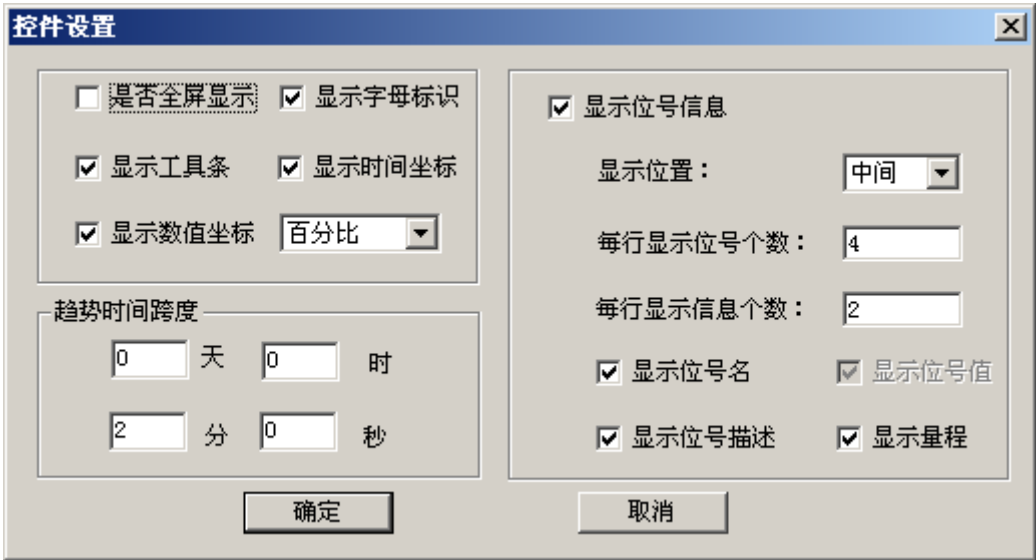 控件设置
是否全屏显示 显示字母标识
显示工具条 显示时间坐标
显示数值坐标 百分比
趋势时间跨度
0 天 0 时
2 分 0 秒
显示位号信息
显示位置： 中间
每行显示位号个数： 4
每行显示信息个数： 2
显示位号名 显示位号值
显示位号描述 显示量程
确定 取消